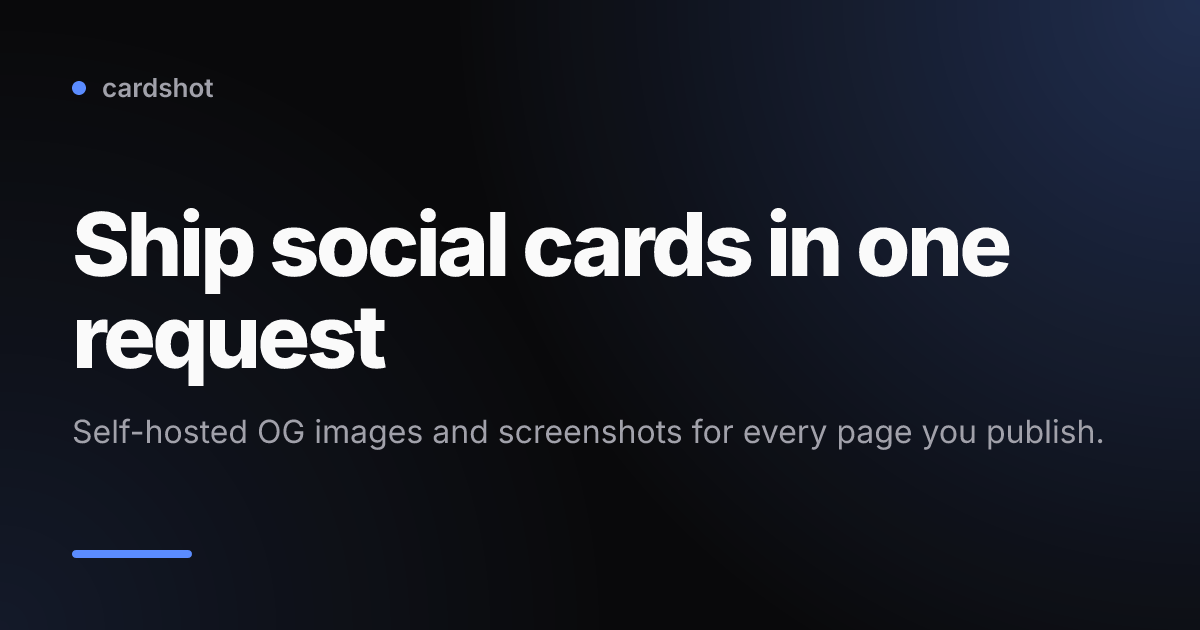 cardshot
Ship social cards in one
request
Self-hosted OG images and screenshots for every page you publish.